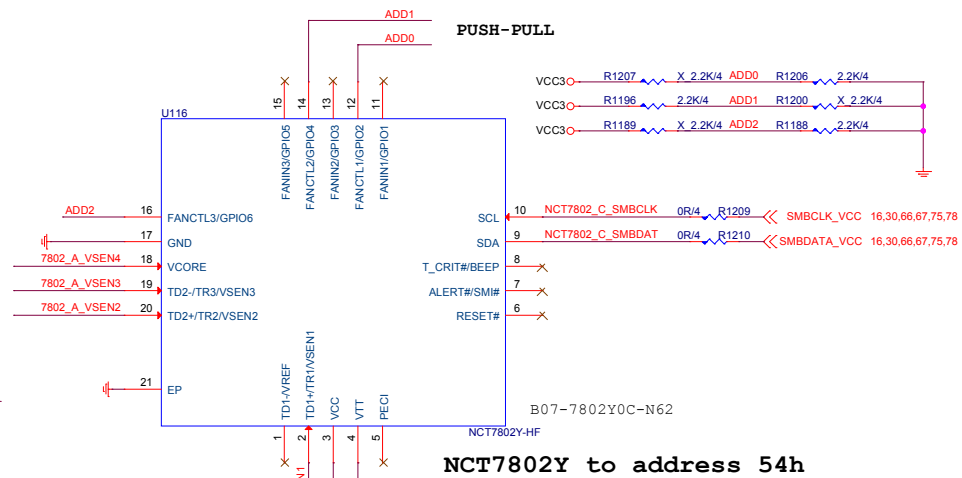 ADD1
PUSH-PULL
ADD0
VCC3 R1207 X_2.2K/4 ADD0 R1206 2.2K/4
VCC3 R1196 2.2K/4 ADD1 R1200 X_2.2K/4
VCC3 R1189 X_2.2K/4 ADD2 R1188 2.2K/4
15 14 13 12 11
U116
FANIN3/GPIO5
FANCTL2/GPIO4
FANIN2/GPIO3
FANCTL1/GPIO2
FANIN1/GPIO1
ADD2 16 FANCTL3/GPIO6
17 GND
7802_A_VSEN4 18 VCORE
7802_A_VSEN3 19 TD2-/TR3/VSEN3
7802_A_VSEN2 20 TD2+/TR2/VSEN2
21 EP
SCL 10 NCT7802_C_SMBCLK 0R/4 R1209 SMBCLK_VCC 16,30,66,67,75,78
SDA 9 NCT7802_C_SMBDAT 0R/4 R1210 SMBDATA_VCC 16,30,66,67,75,78
T_CRIT#/BEEP 8
ALERT#/SMI# 7
RESET# 6
TD1-/VREF
TD1+/TR1/VSEN1
VCC
VTT
PECI
1 2 3 4 5
B07-7802Y0C-N62
NCT7802Y-HF
NCT7802Y to address 54h